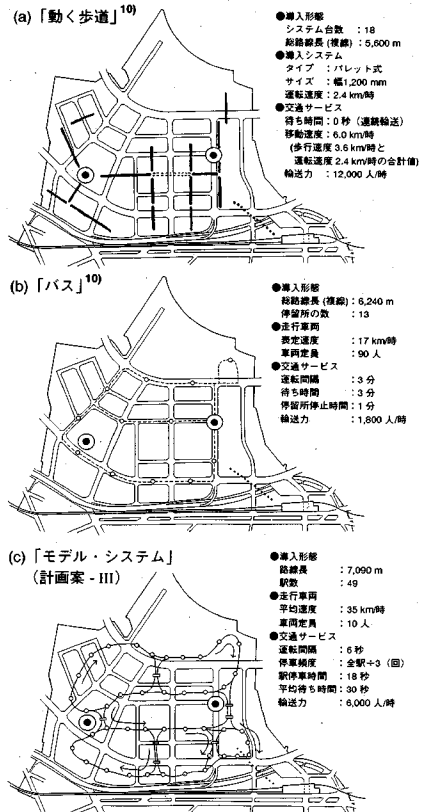 (a)「動く歩道」10)
●導入形態
システム台数 : 18
総路線長 (複線) : 5,600 m
●導入システム
タイプ : パレット式
サイズ : 幅1,200 mm
運転速度 : 2.4 km/時
●交通サービス
待ち時間 : 0 秒 (連続輸送)
移動速度 : 6.0 km/時
(歩行速度 3.6 km/時と
運転速度 2.4 km/時の合計値)
輸送力 : 12,000 人/時
(b)「バス」10)
●導入形態
総路線長 (複線) : 6,240 m
停留所の数 : 13
●走行車両
表定速度 : 17 km/時
車両定員 : 90 人
●交通サービス
運転間隔 : 3 分
待ち時間 : 3 分
停留所停止時間 : 1 分
輸送力 : 1,800 人/時
(c)「モデル・システム」
(計画案 - III)
●導入形態
路線長 : 7,090 m
駅数 : 49
●走行車両
平均速度 : 35 km/時
車両定員 : 10 人
●交通サービス
運転間隔 : 6 秒
停車頻度 : 全駅÷3 (回)
駅停車時間 : 18 秒
平均待ち時間 : 30 秒
輸送力 : 6,000 人/時